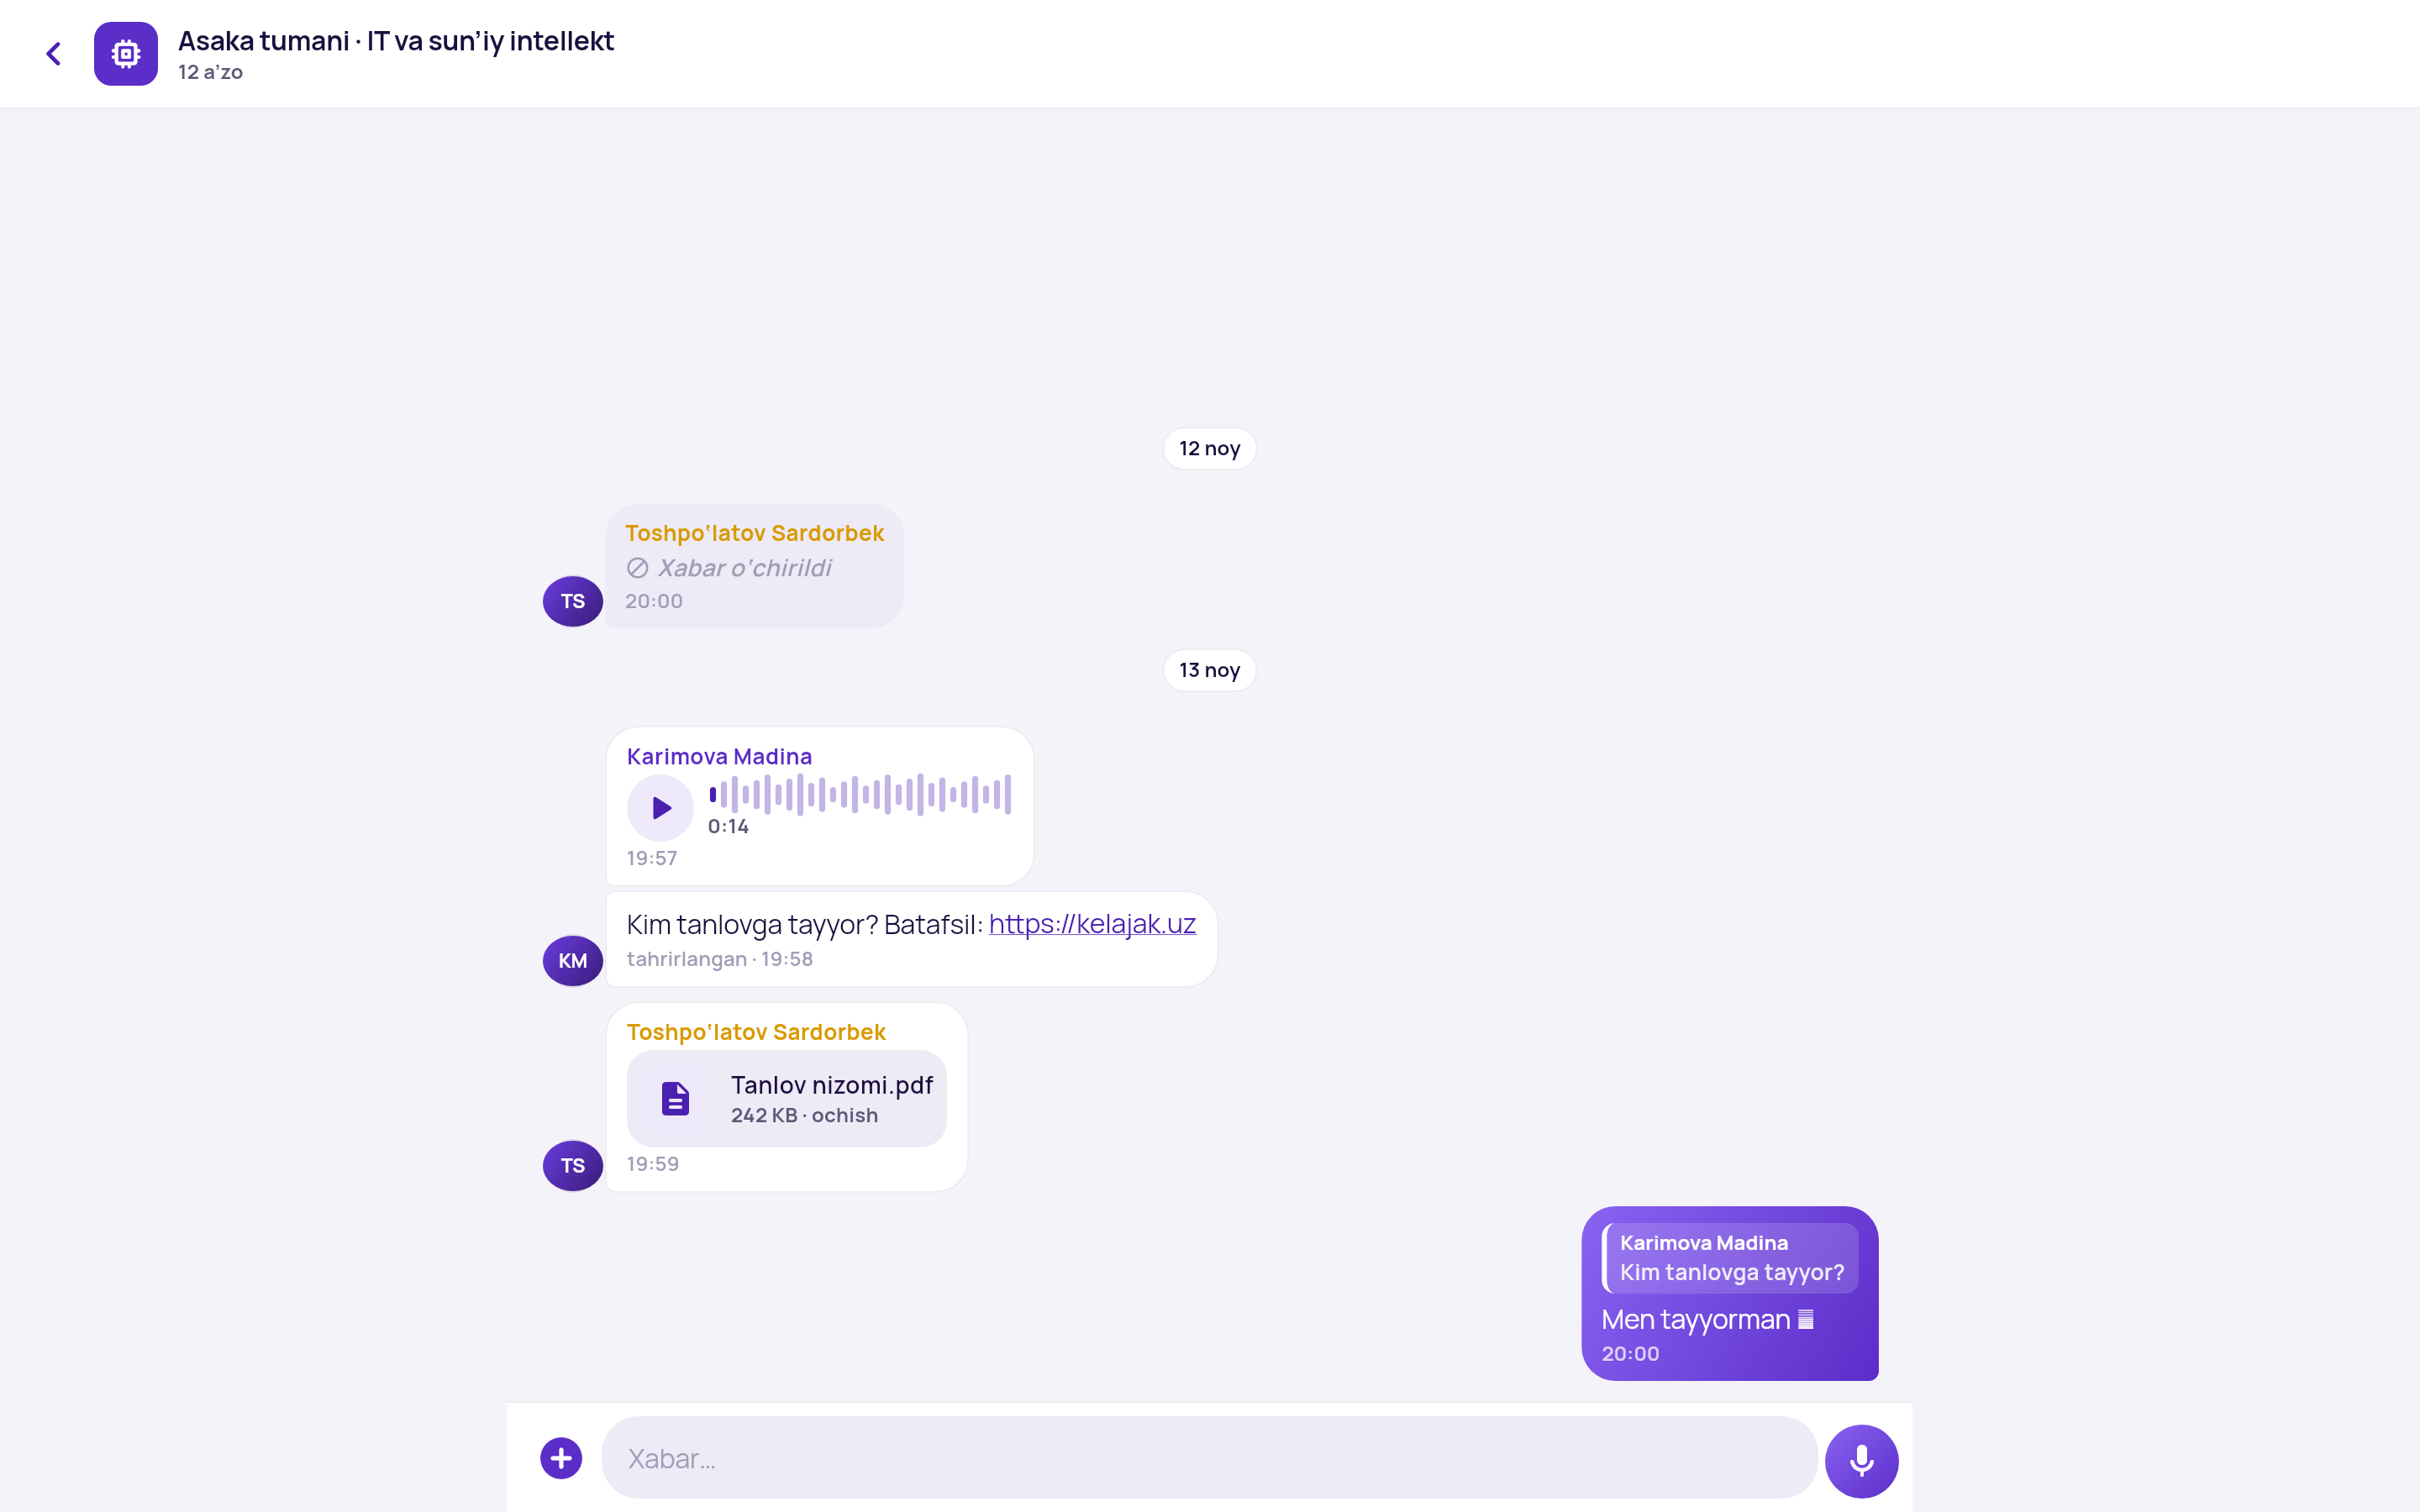 Asaka tumani · IT va sun’iy intellekt
12 a’zo
12 noy
Toshpo‘latov Sardorbek
Xabar o‘chirildi
20:00
TS
13 noy
Karimova Madina
0:14
19:57
Kim tanlovga tayyor? Batafsil: https://kelajak.uz
tahrirlangan · 19:58
KM
Toshpo‘latov Sardorbek
Tanlov nizomi.pdf
242 KB · ochish
19:59
TS
Karimova Madina
Kim tanlovga tayyor?
Men tayyorman
20:00
Xabar…